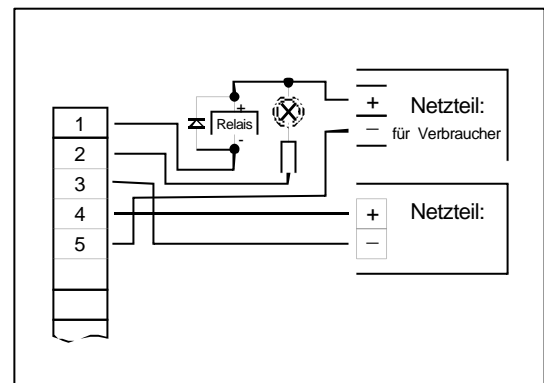 1
2
3
4
5
+
Relais
-
+
Netzteil:
−
für Verbraucher
+
Netzteil:
−